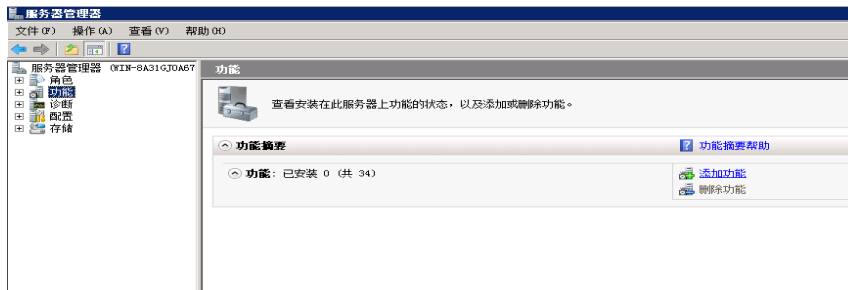 服务器管理器
文件(F) 操作(A) 查看(V) 帮助(H)
服务器管理器 (WIN-8A31GJOA67
角色
功能
诊断
配置
存储
功能
查看安装在此服务器上功能的状态，以及添加或删除功能。
功能摘要
功能摘要帮助
功能: 已安装 0 (共 34)
添加功能
删除功能